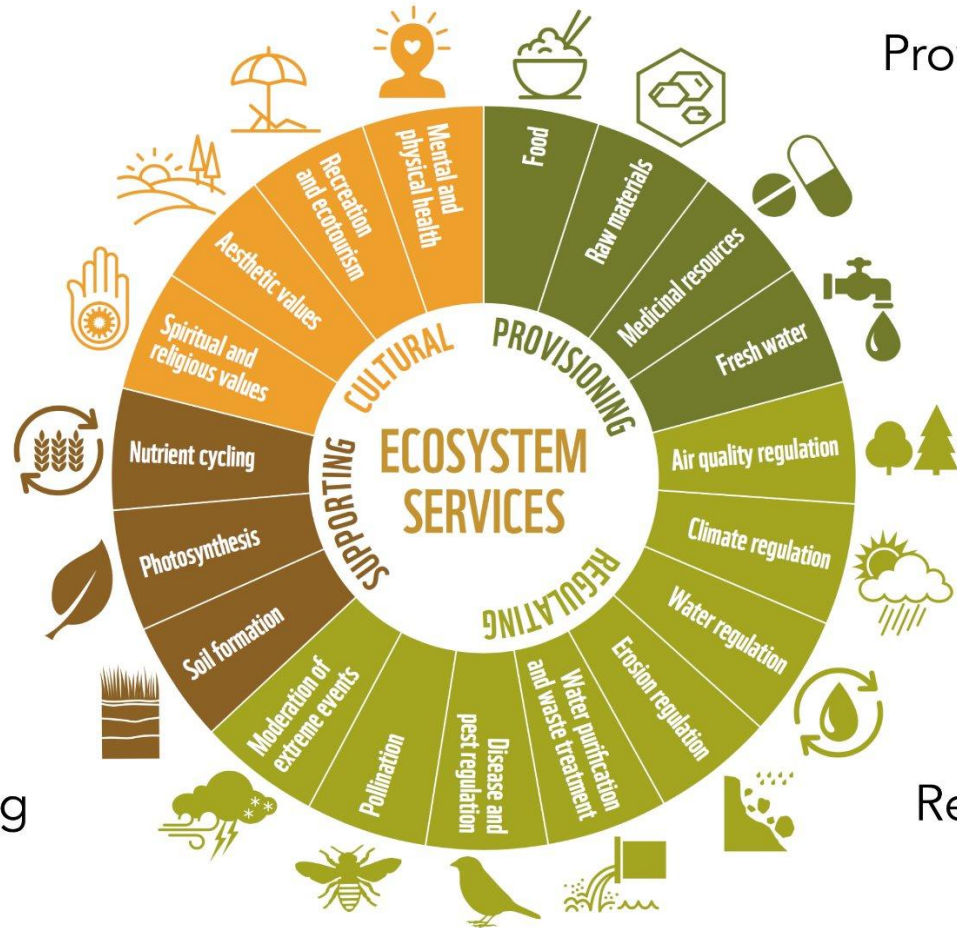 Prov
ECOSYSTEM
SERVICES
PROVISIONING
Food
Raw materials
Medicinal resources
Fresh water
REGULATING
Air quality regulation
Climate regulation
Water regulation
Erosion regulation
Water purification
and waste treatment
Disease and
pest regulation
Pollination
Moderation of
extreme events
SUPPORTING
Soil formation
Photosynthesis
Nutrient cycling
CULTURAL
Spiritual and
religious values
Aesthetic values
Recreation
and ecotourism
Mental and
physical health
g
Re